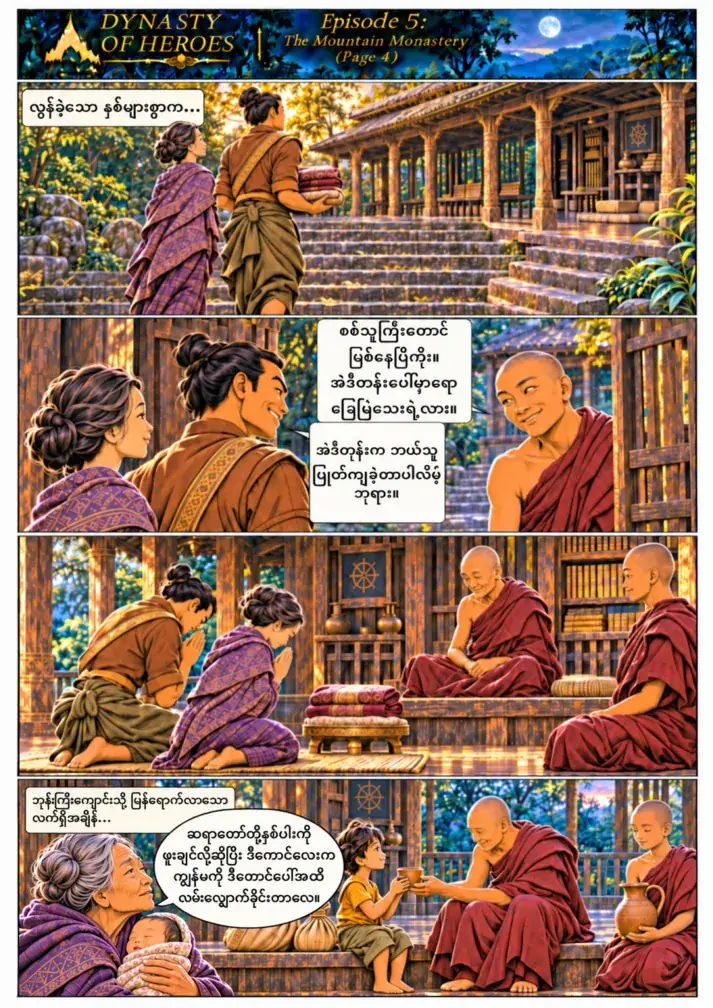 DYNASTY
OF HEROES
Episode 5:
The Mountain Monastery
(Page 4)
လွန်ခဲ့သော နှစ်များစွာက...
စစ်သူကြီးတောင်
မြစ်နေပြီကိုး။
အဲဒီတန်းပေါ်မှာရော
ခြေမြဲသေးရဲ့လား။
အဲဒီတုန်းက ဘယ်သူ
ပြုတ်ကျခဲ့တာပါလိမ့်
ဘုရား။
ဘုန်းကြီးကျောင်းသို့ မြန်ရောက်လာသော
လက်ရှိအချိန်...
ဆရာတော်တို့နှစ်ပါးကို
ဖူးချင်လို့ဆိုပြီး ဒီကောင်လေးက
ကျွန်မကို ဒီတောင်ပေါ်အထိ
လမ်းလျှောက်ခိုင်းတာလေ။